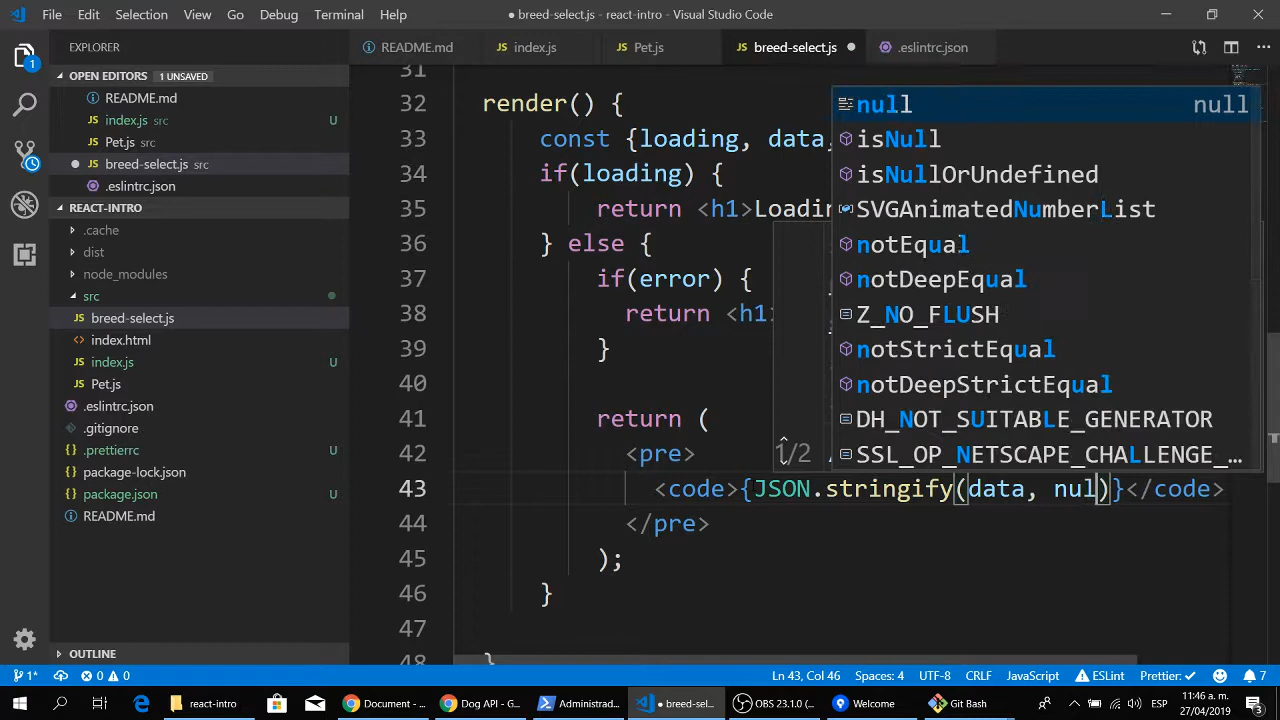 File Edit Selection View Go Debug Terminal Help
● breed-select.js - react-intro - Visual Studio Code
EXPLORER
README.md
index.js
Pet.js
breed-select.js
.eslintrc.json
OPEN EDITORS 1 UNSAVED
README.md
index.js src U
Pet.js src
breed-select.js src
.eslintrc.json
REACT-INTRO
.cache
dist
node_modules
src
breed-select.js
index.html
index.js U
Pet.js
.eslintrc.json
.gitignore
.prettierrc U
package-lock.json
package.json U
README.md
OUTLINE
31
32 render() {
33 const {loading, data,
34 if(loading) {
35 return <h1>Loadin
36 } else {
37 if(error) {
38 return <h1
39 }
40
41 return (
42 <pre>
43 <code>{JSON.stringify(data, nul)}</code>
44 </pre>
45 );
46 }
47
48 }
null null
isNull
isNullOrUndefined
SVGAnimatedNumberList
notEqual
notDeepEqual
Z_NO_FLUSH
notStrictEqual
notDeepStrictEqual
DH_NOT_SUITABLE_GENERATOR
SSL_OP_NETSCAPE_CHALLENGE_…
1/2
1* 0 0 Ln 43, Col 46 Spaces: 4 UTF-8 CRLF JavaScript ESLint Prettier: ✓ 7
react-intro
Document - ...
Dog API - G...
Administrad...
● breed-sel...
OBS 23.1.0 (...
Welcome
Git Bash
ESP
11:46 a. m.
27/04/2019
3